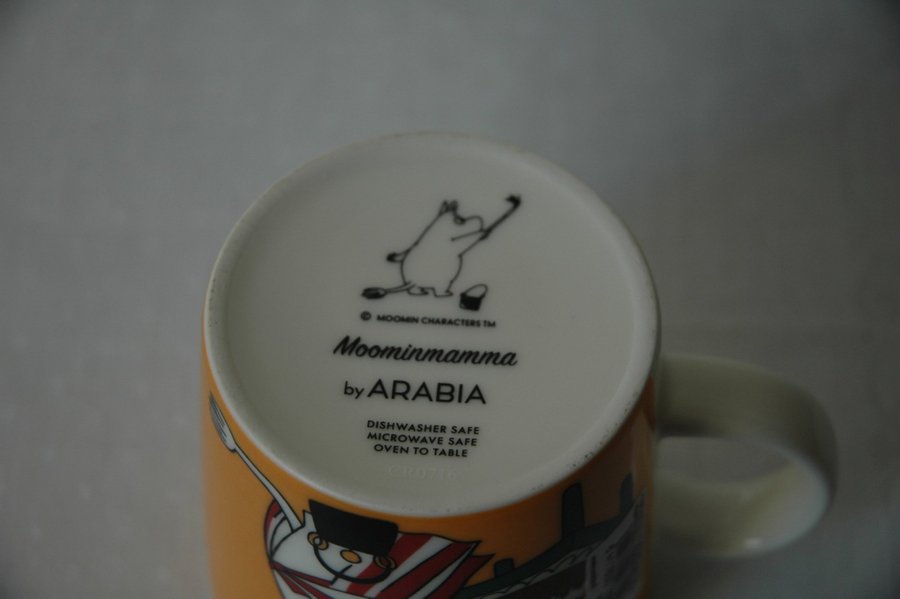 © MOOMIN CHARACTERS TM
Moominmamma
by ARABIA
DISHWASHER SAFE
MICROWAVE SAFE
OVEN TO TABLE